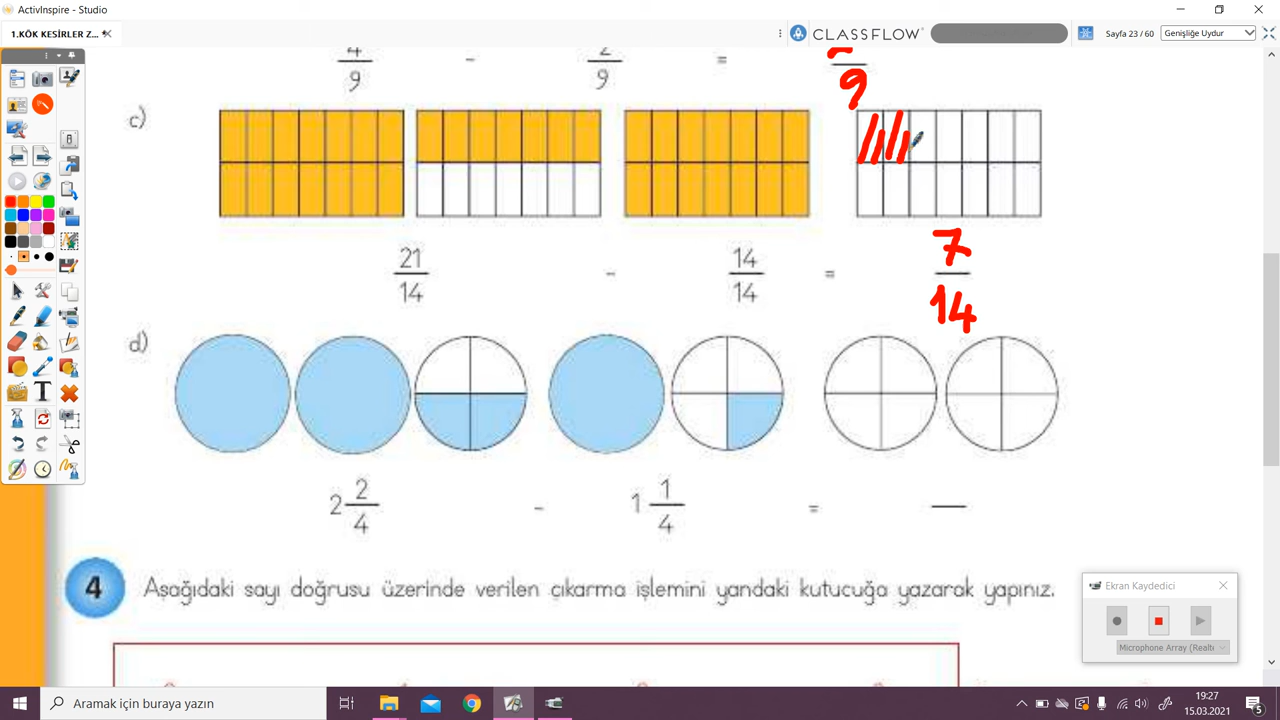 ActivInspire - Studio
1.KÖK KESİRLER Z...
CLASSFLOW
Sayfa 23 / 60
Genişliğe Uydur
4/9 - 2/9 = /9
c)
21/14 - 14/14 = 7/14
d)
2 2/4 - 1 1/4 =
4 Aşağıdaki sayı doğrusu üzerinde verilen çıkarma işlemini yandaki kutucuğa yazarak yapınız.
Ekran Kaydedici
Microphone Array (Realt
Aramak için buraya yazın
19:27
15.03.2021
5